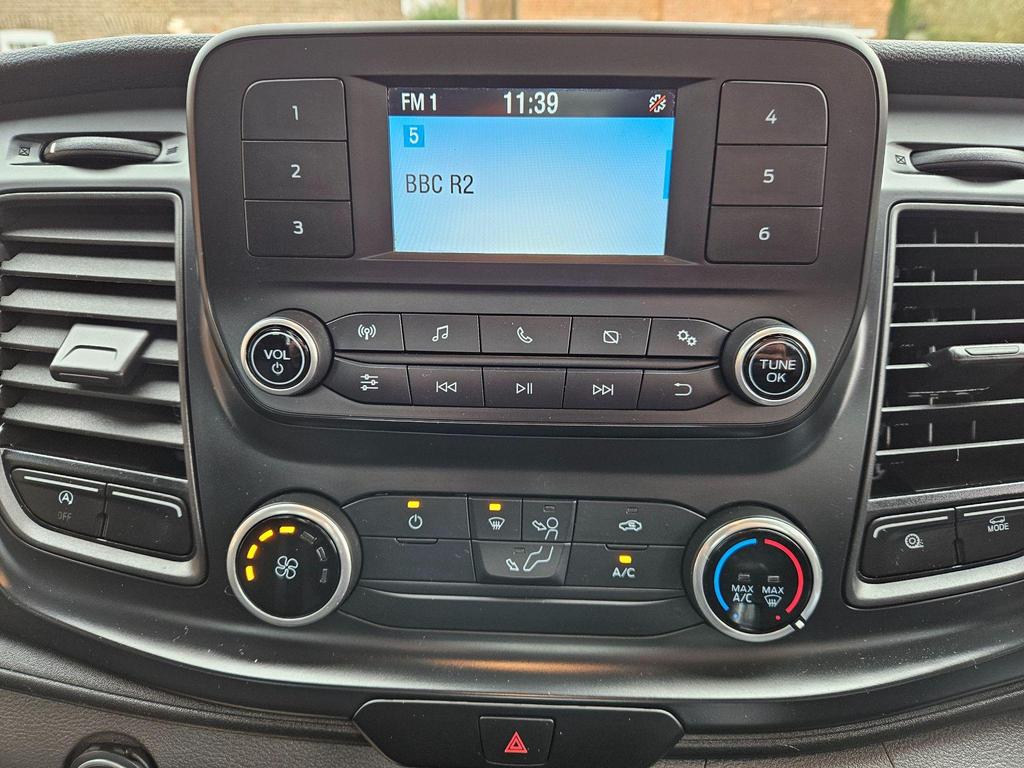 FM 1 11:39
5
BBC R2
1
2
3
4
5
6
VOL
TUNE
OK
A
OFF
A/C
MAX
A/C
MAX
MODE